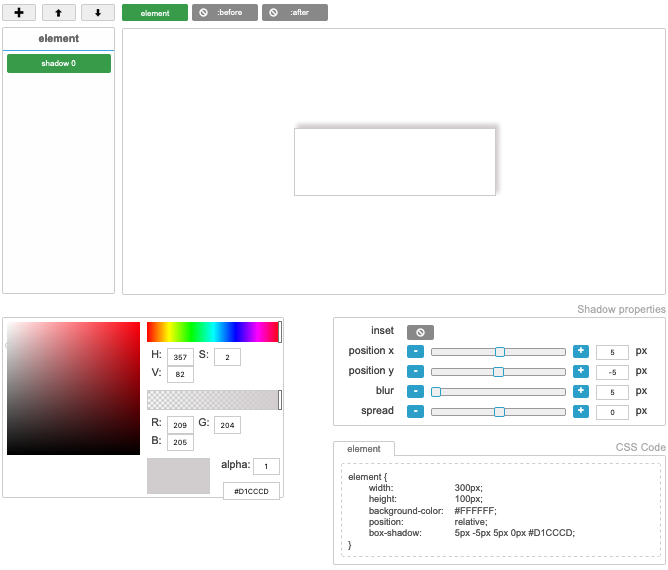 element :before :after
element
shadow 0
Shadow properties
inset
position x - + 5 px
position y - + -5 px
blur - + 5 px
spread - + 0 px
H: 357 S: 2
V: 82
R: 209 G: 204
B: 205
alpha: 1
#D1CCCD
element CSS Code
element {
width: 300px;
height: 100px;
background-color: #FFFFFF;
position: relative;
box-shadow: 5px -5px 5px 0px #D1CCCD;
}